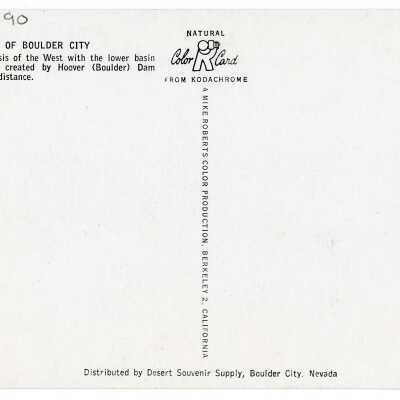 90
OF BOULDER CITY
sis of the West with the lower basin
created by Hoover (Boulder) Dam
distance.
NATURAL
Color Card
FROM KODACHROME
A MIKE ROBERTS COLOR PRODUCTION, BERKELEY 2, CALIFORNIA
Distributed by Desert Souvenir Supply, Boulder City, Nevada